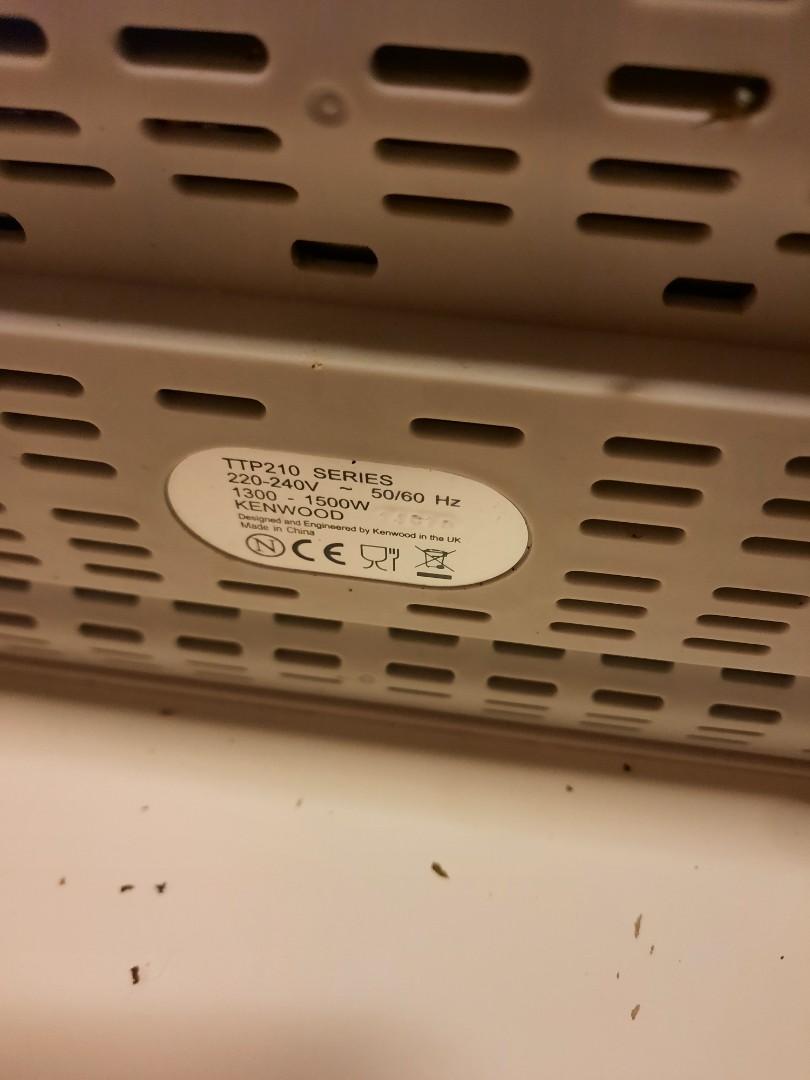 TTP210 SERIES
220-240V ~ 50/60 Hz
1300 - 1500W
KENWOOD
Designed and Engineered by Kenwood in the UK
Made in China
N CE